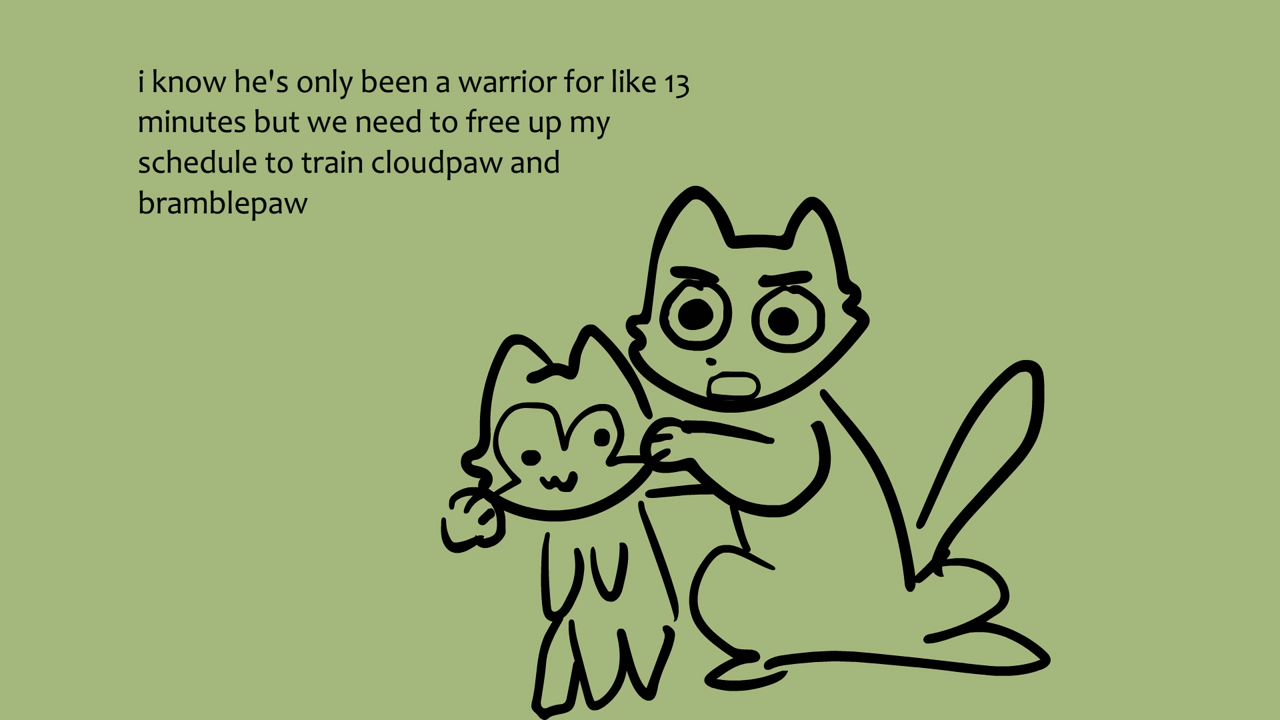 i know he's only been a warrior for like 13
minutes but we need to free up my
schedule to train cloudpaw and
bramblepaw